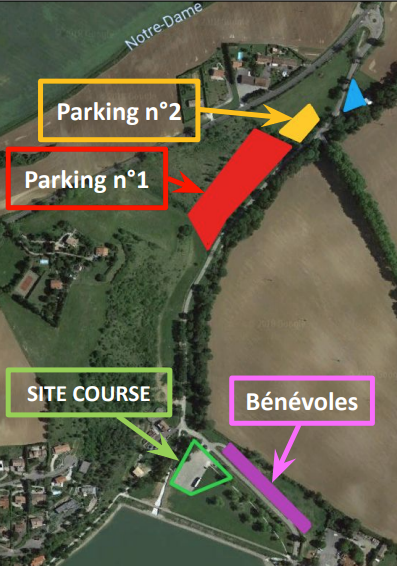 Notre-Dame
Parking n°2
Parking n°1
SITE COURSE
Bénévoles